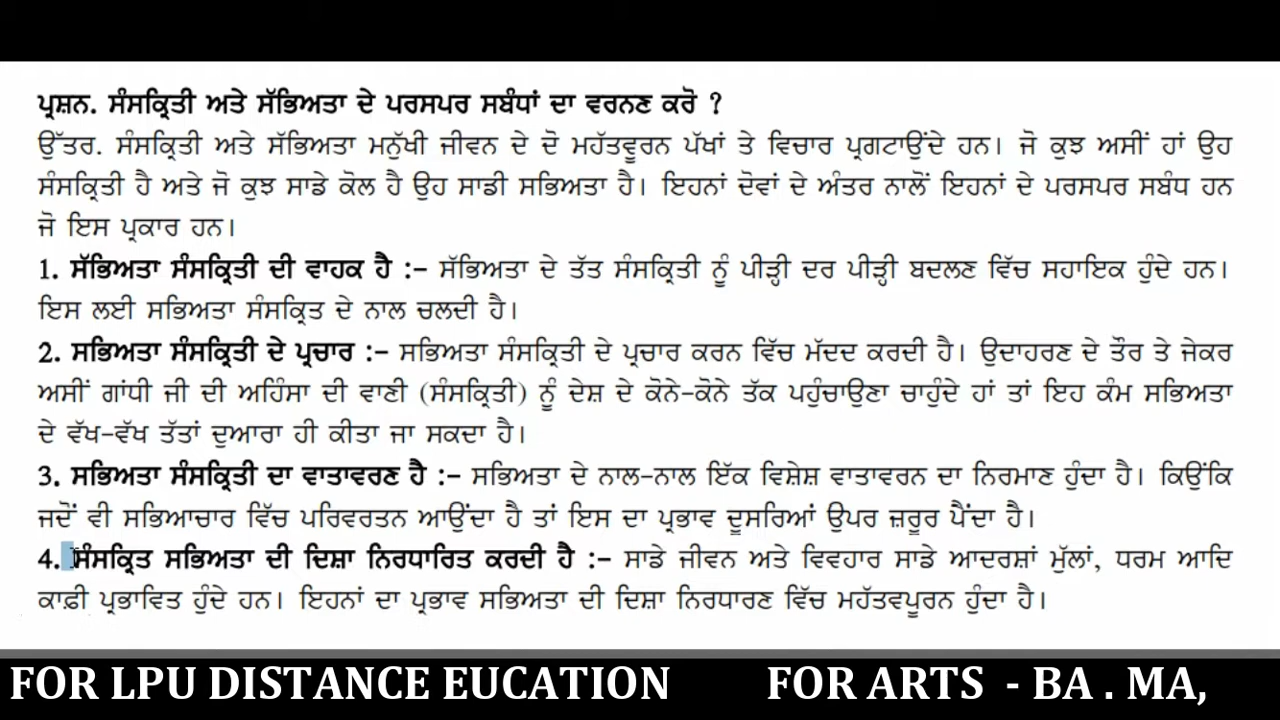 ਪ੍ਰਸ਼ਨ. ਸੰਸਕ੍ਰਿਤੀ ਅਤੇ ਸੱਭਿਅਤਾ ਦੇ ਪਰਸਪਰ ਸਬੰਧਾਂ ਦਾ ਵਰਨਣ ਕਰੋ ?
ਉੱਤਰ. ਸੰਸਕ੍ਰਿਤੀ ਅਤੇ ਸੱਭਿਅਤਾ ਮਨੁੱਖੀ ਜੀਵਨ ਦੇ ਦੋ ਮਹੱਤਵੂਰਨ ਪੱਖਾਂ ਤੇ ਵਿਚਾਰ ਪ੍ਰਗਟਾਉਂਦੇ ਹਨ। ਜੋ ਕੁਝ ਅਸੀਂ ਹਾਂ ਉਹ
ਸੰਸਕ੍ਰਿਤੀ ਹੈ ਅਤੇ ਜੋ ਕੁਝ ਸਾਡੇ ਕੋਲ ਹੈ ਉਹ ਸਾਡੀ ਸਭਿਅਤਾ ਹੈ। ਇਹਨਾਂ ਦੋਵਾਂ ਦੇ ਅੰਤਰ ਨਾਲੋਂ ਇਹਨਾਂ ਦੇ ਪਰਸਪਰ ਸਬੰਧ ਹਨ
ਜੋ ਇਸ ਪ੍ਰਕਾਰ ਹਨ।
1. ਸੱਭਿਅਤਾ ਸੰਸਕ੍ਰਿਤੀ ਦੀ ਵਾਹਕ ਹੈ :– ਸੱਭਿਅਤਾ ਦੇ ਤੱਤ ਸੰਸਕ੍ਰਿਤੀ ਨੂੰ ਪੀੜ੍ਹੀ ਦਰ ਪੀੜ੍ਹੀ ਬਦਲਣ ਵਿੱਚ ਸਹਾਇਕ ਹੁੰਦੇ ਹਨ।
ਇਸ ਲਈ ਸਭਿਅਤਾ ਸੰਸਕ੍ਰਿਤ ਦੇ ਨਾਲ ਚਲਦੀ ਹੈ।
2. ਸਭਿਅਤਾ ਸੰਸਕ੍ਰਿਤੀ ਦੇ ਪ੍ਰਚਾਰ :– ਸਭਿਅਤਾ ਸੰਸਕ੍ਰਿਤੀ ਦੇ ਪ੍ਰਚਾਰ ਕਰਨ ਵਿੱਚ ਮੱਦਦ ਕਰਦੀ ਹੈ। ਉਦਾਹਰਣ ਦੇ ਤੌਰ ਤੇ ਜੇਕਰ
ਅਸੀਂ ਗਾਂਧੀ ਜੀ ਦੀ ਅਹਿੰਸਾ ਦੀ ਵਾਣੀ (ਸੰਸਕ੍ਰਿਤੀ) ਨੂੰ ਦੇਸ਼ ਦੇ ਕੋਨੇ–ਕੋਨੇ ਤੱਕ ਪਹੁੰਚਾਉਣਾ ਚਾਹੁੰਦੇ ਹਾਂ ਤਾਂ ਇਹ ਕੰਮ ਸਭਿਅਤਾ
ਦੇ ਵੱਖ–ਵੱਖ ਤੱਤਾਂ ਦੁਆਰਾ ਹੀ ਕੀਤਾ ਜਾ ਸਕਦਾ ਹੈ।
3. ਸਭਿਅਤਾ ਸੰਸਕ੍ਰਿਤੀ ਦਾ ਵਾਤਾਵਰਣ ਹੈ :– ਸਭਿਅਤਾ ਦੇ ਨਾਲ–ਨਾਲ ਇੱਕ ਵਿਸ਼ੇਸ਼ ਵਾਤਾਵਰਨ ਦਾ ਨਿਰਮਾਣ ਹੁੰਦਾ ਹੈ। ਕਿਉਂਕਿ
ਜਦੋਂ ਵੀ ਸਭਿਆਚਾਰ ਵਿੱਚ ਪਰਿਵਰਤਨ ਆਉਂਦਾ ਹੈ ਤਾਂ ਇਸ ਦਾ ਪ੍ਰਭਾਵ ਦੂਸਰਿਆਂ ਉਪਰ ਜ਼ਰੂਰ ਪੈਂਦਾ ਹੈ।
4. ਸੰਸਕ੍ਰਿਤ ਸਭਿਅਤਾ ਦੀ ਦਿਸ਼ਾ ਨਿਰਧਾਰਿਤ ਕਰਦੀ ਹੈ :– ਸਾਡੇ ਜੀਵਨ ਅਤੇ ਵਿਵਹਾਰ ਸਾਡੇ ਆਦਰਸ਼ਾਂ ਮੁੱਲਾਂ, ਧਰਮ ਆਦਿ
ਕਾਫ਼ੀ ਪ੍ਰਭਾਵਿਤ ਹੁੰਦੇ ਹਨ। ਇਹਨਾਂ ਦਾ ਪ੍ਰਭਾਵ ਸਭਿਅਤਾ ਦੀ ਦਿਸ਼ਾ ਨਿਰਧਾਰਣ ਵਿੱਚ ਮਹੱਤਵਪੂਰਨ ਹੁੰਦਾ ਹੈ।
FOR LPU DISTANCE EUCATION FOR ARTS - BA . MA,